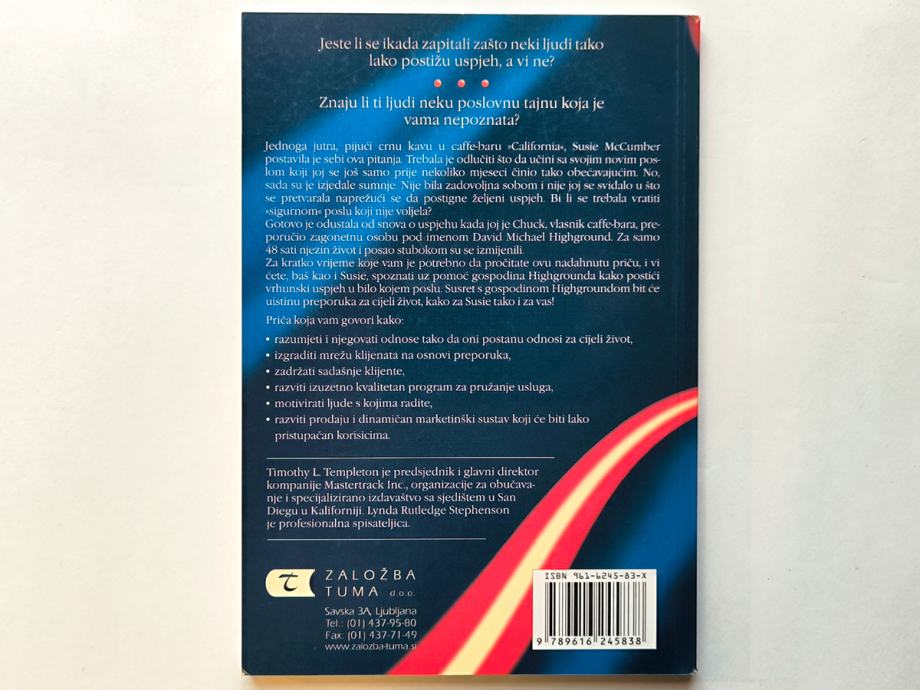 Jeste li se ikada zapitali zašto neki ljudi tako
lako postižu uspjeh, a vi ne?
Znaju li ti ljudi neku poslovnu tajnu koja je
vama nepoznata?
Jednoga jutra, pijući crnu kavu u caffe-baru »California«, Susie McCumber
postavila je sebi ova pitanja. Trebala je odlučiti što da učini sa svojim novim pos-
lom koji joj se još samo prije nekoliko mjeseci činio tako obećavajućim. No,
sada su je izjedale sumnje. Nije bila zadovoljna sobom i nije joj se sviđalo u što
se pretvarala naprežući se da postigne željeni uspjeh. Bi li se trebala vratiti
»sigurnom« poslu koji nije voljela?
Gotovo je odustala od snova o uspjehu kada joj je Chuck, vlasnik caffe-bara, pre-
poručio zagonetnu osobu pod imenom David Michael Highground. Za samo
48 sati njezin život i posao stubokom su se izmijenili.
Za kratko vrijeme koje vam je potrebno da pročitate ovu nadahnutu priču, i vi
ćete, baš kao i Susie, spoznati uz pomoć gospodina Highgrounda kako postići
vrhunski uspjeh u bilo kojem poslu. Susret s gospodinom Highgroundom bit će
uistinu preporuka za cijeli život, kako za Susie tako i za vas!
Priča koja vam govori kako:
• razumjeti i njegovati odnose tako da oni postanu odnosi za cijeli život,
• izgraditi mrežu klijenata na osnovi preporuka,
• zadržati sadašnje klijente,
• razviti izuzetno kvalitetan program za pružanje usluga,
• motivirati ljude s kojima radite,
• razviti prodaju i dinamičan marketinški sustav koji će biti lako
pristupačan korisicima.
Timothy L. Templeton je predsjednik i glavni direktor
kompanije Mastertrack Inc., organizacije za obučava-
nje i specijalizirano izdavaštvo sa sjedištem u San
Diegu u Kaliforniji. Lynda Rutledge Stephenson
je profesionalna spisateljica.
t ZALOŽBA
TUMA d.o.o.
Savska 3A, Ljubljana
Tel.: (01) 437-95-80
Fax: (01) 437-71-49
www.zalozba-tuma.si
ISBN 961-6245-83-X
9 789616 245838